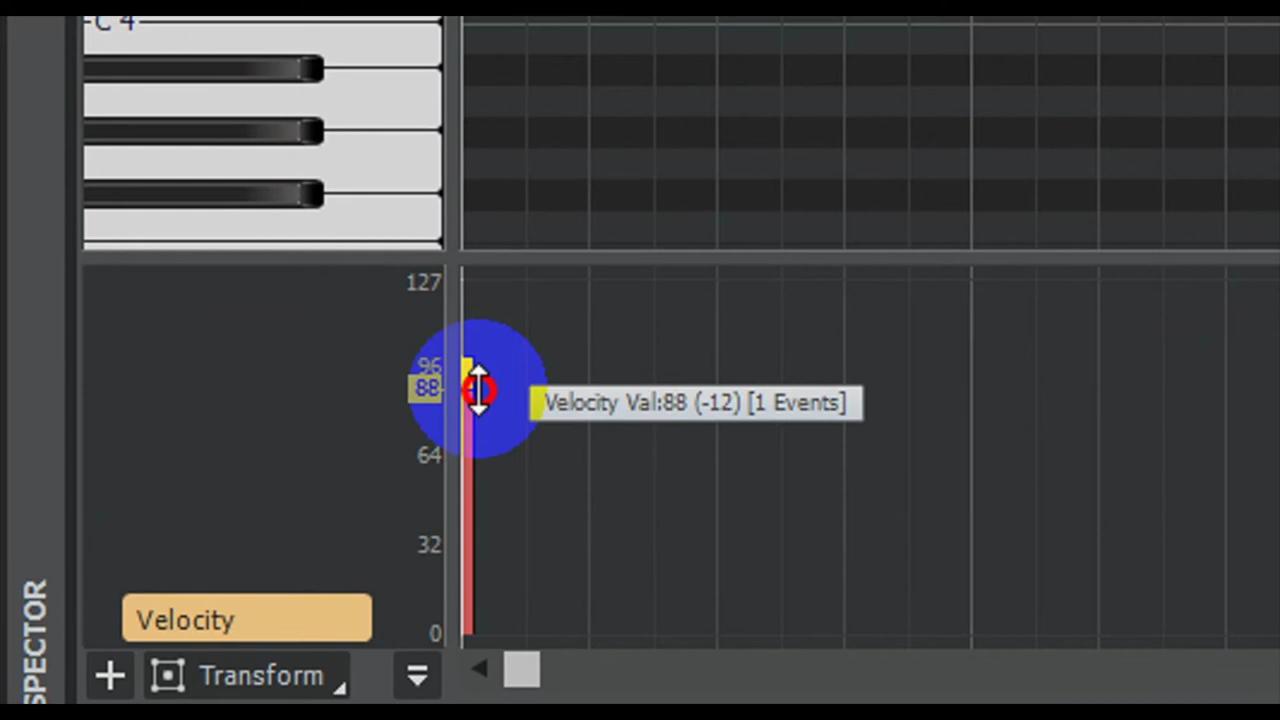 C 4
127
96
88
Velocity Val:88 (-12) [1 Events]
64
32
Velocity
0
Transform
SPECTOR